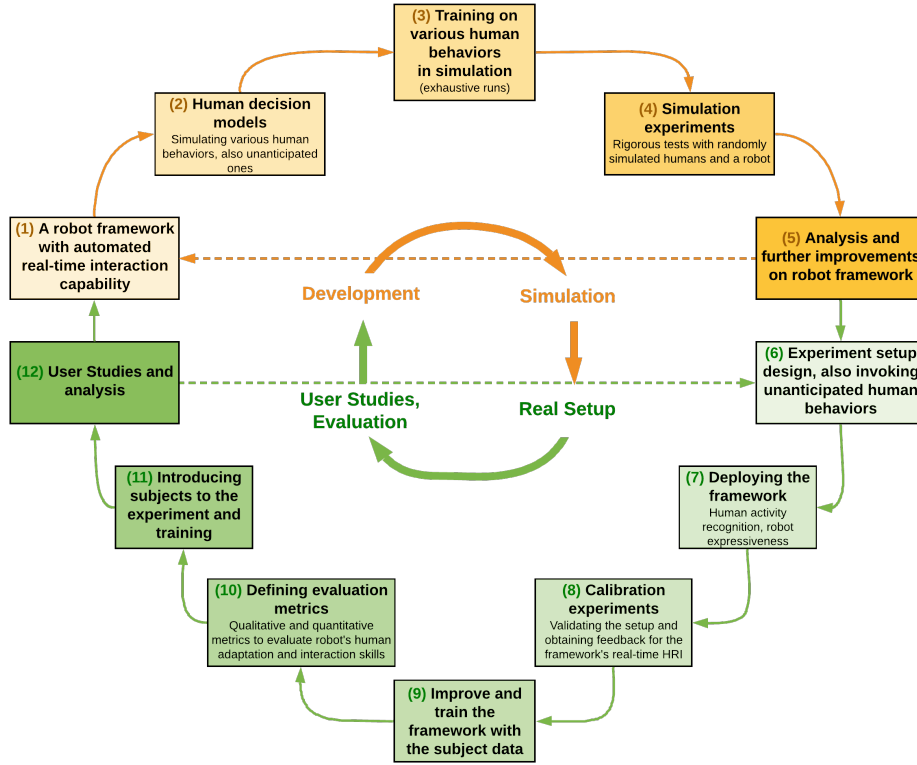 (3) Training on
various human
behaviors
in simulation
(exhaustive runs)
(2) Human decision
models
Simulating various human
behaviors, also unanticipated
ones
(4) Simulation
experiments
Rigorous tests with randomly
simulated humans and a robot
(1) A robot framework
with automated
real-time interaction
capability
(5) Analysis and
further improvements
on robot framework
Development
Simulation
(12) User Studies and
analysis
(6) Experiment setup
design, also invoking
unanticipated human
behaviors
User Studies,
Evaluation
Real Setup
(11) Introducing
subjects to the
experiment and
training
(7) Deploying the
framework
Human activity
recognition, robot
expressiveness
(10) Defining evaluation
metrics
Qualitative and quantitative
metrics to evaluate robot's human
adaptation and interaction skills
(8) Calibration
experiments
Validating the setup and
obtaining feedback for the
framework's real-time HRI
(9) Improve and
train the
framework with
the subject data